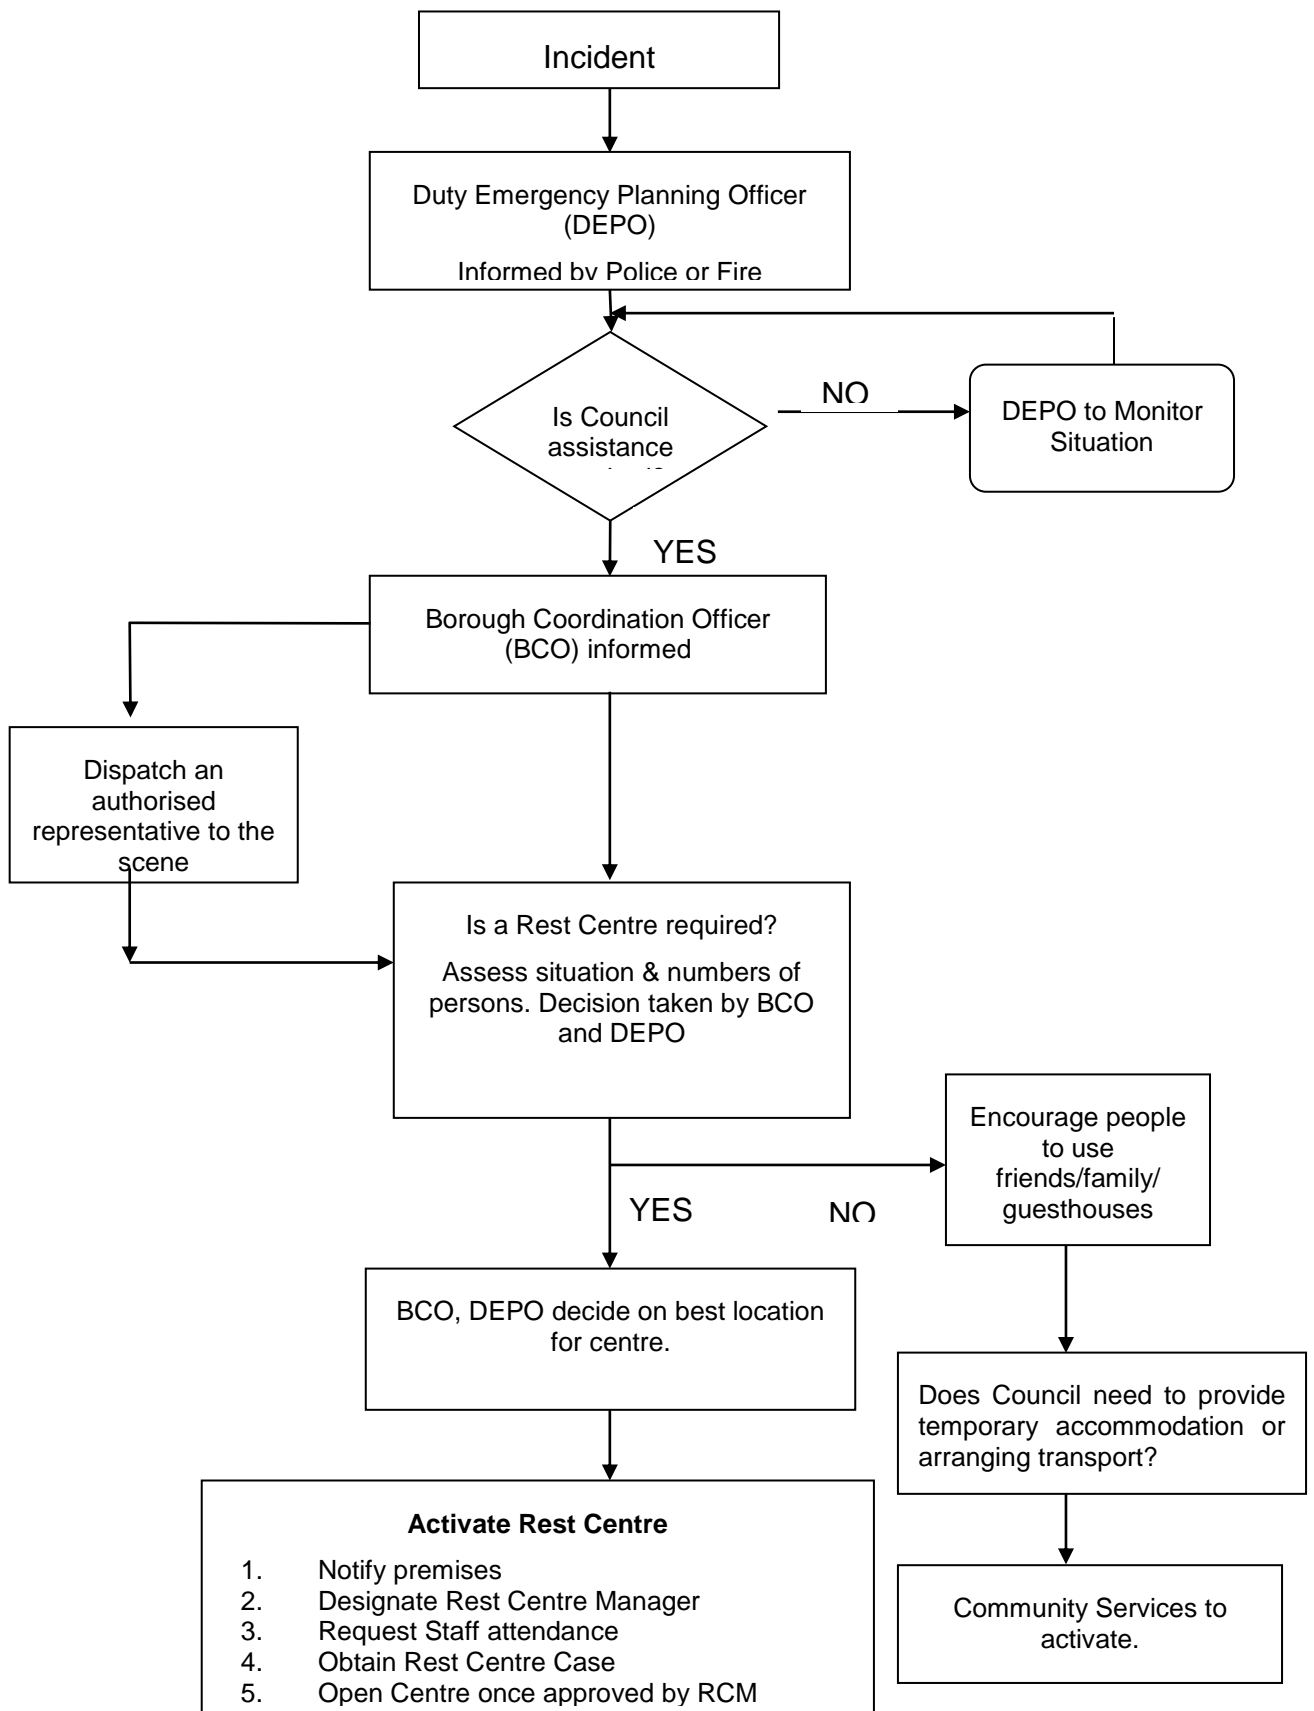 Incident
Duty Emergency Planning Officer
(DEPO)
Informed by Police or Fire
Is Council
assistance
NO
DEPO to Monitor
Situation
YES
Borough Coordination Officer
(BCO) informed
Dispatch an
authorised
representative to the
scene
Is a Rest Centre required?
Assess situation & numbers of
persons. Decision taken by BCO
and DEPO
Encourage people
to use
friends/family/
guesthouses
YES
NO
BCO, DEPO decide on best location
for centre.
Does Council need to provide
temporary accommodation or
arranging transport?
Activate Rest Centre
1. Notify premises
2. Designate Rest Centre Manager
3. Request Staff attendance
4. Obtain Rest Centre Case
5. Open Centre once approved by RCM
Community Services to
activate.